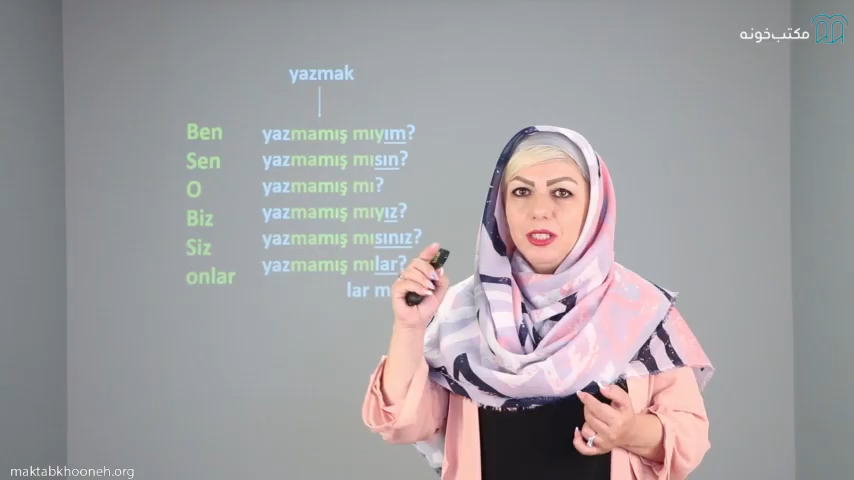 مکتب‌خونه
yazmak
Ben yazmamış mıyım?
Sen yazmamış mısın?
O yazmamış mı?
Biz yazmamış mıyız?
Siz yazmamış mısınız?
onlar yazmamış mılar?
lar
maktabkhooneh.org